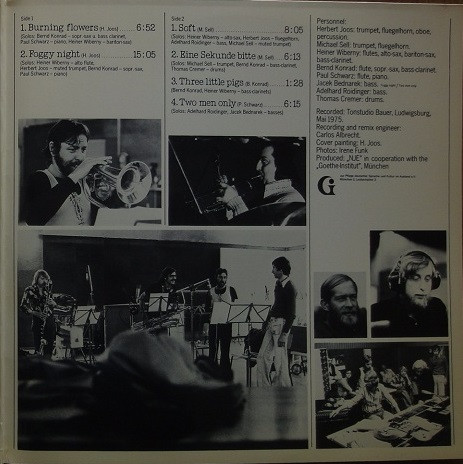 Side 1
1. Burning flowers (H. Joos) 6:52
(Solos: Bernd Konrad - sopr. sax a. bass clarinet,
Paul Schwarz - piano, Heiner Wiberny - bariton sax)
2. Foggy night (H. Joos) 15:05
(Solos: Heiner Wiberny - alto flute,
Herbert Joos - muted trumpet, Bernd Konrad - sopr. sax,
Paul Schwarz - piano)
Side 2
1. Soft (M. Sell) 8:05
(Solos: Heiner Wiberny - alto-sax, Herbert Joos - fluegelhorn,
Adelhard Roidinger - bass, Michael Sell - muted trumpet)
2. Eine Sekunde bitte (M. Sell) 6:13
(Solos: Michael Sell - trumpet, Bernd Konrad - bass-clarinet,
Thomas Cremer - drums)
3. Three little pigs (B. Konrad) 1:28
(Bernd Konrad, Heiner Wiberny - bass-clarinets)
4. Two men only (P. Schwarz) 6:15
(Solos: Adelhard Roidinger, Jacek Bednarek - basses)
Personnel:
Herbert Joos: trumpet, fluegelhorn, oboe,
percussion.
Michael Sell: trumpet, fluegelhorn.
Heiner Wiberny: flutes, alto-sax, bariton-sax,
bass-clarinet.
Bernd Konrad: sopr.-sax, bass-clarinet.
Paul Schwarz: flute, piano.
Jacek Bednarek: bass.
Adelhard Roidinger: bass.
Thomas Cremer: drums.
Recorded: Tonstudio Bauer, Ludwigsburg,
Mai 1975.
Recording and remix engineer:
Carlos Albrecht.
Cover painting: H. Joos.
Photos: Irene Funk
Produced: „NUE" in cooperation with the
„Goethe-Institut", München